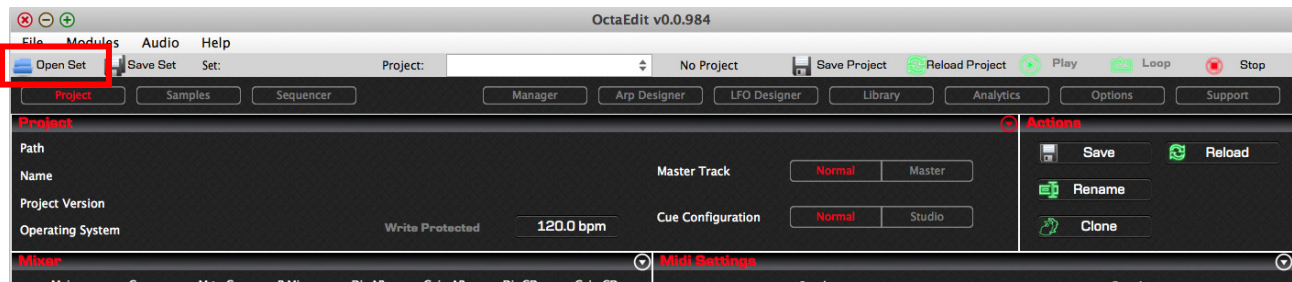 OctaEdit v0.0.984
File Modules Audio Help
Open Set Save Set Set: Project: No Project Save Project Reload Project Play Loop Stop
Project Samples Sequencer Manager Arp Designer LFO Designer Library Analytics Options Support
Project Actions
Path Save Reload
Name Master Track Normal Master
Rename
Project Version
Operating System Write Protected 120.0 bpm Cue Configuration Normal Studio Clone
Mixer Midi Settings